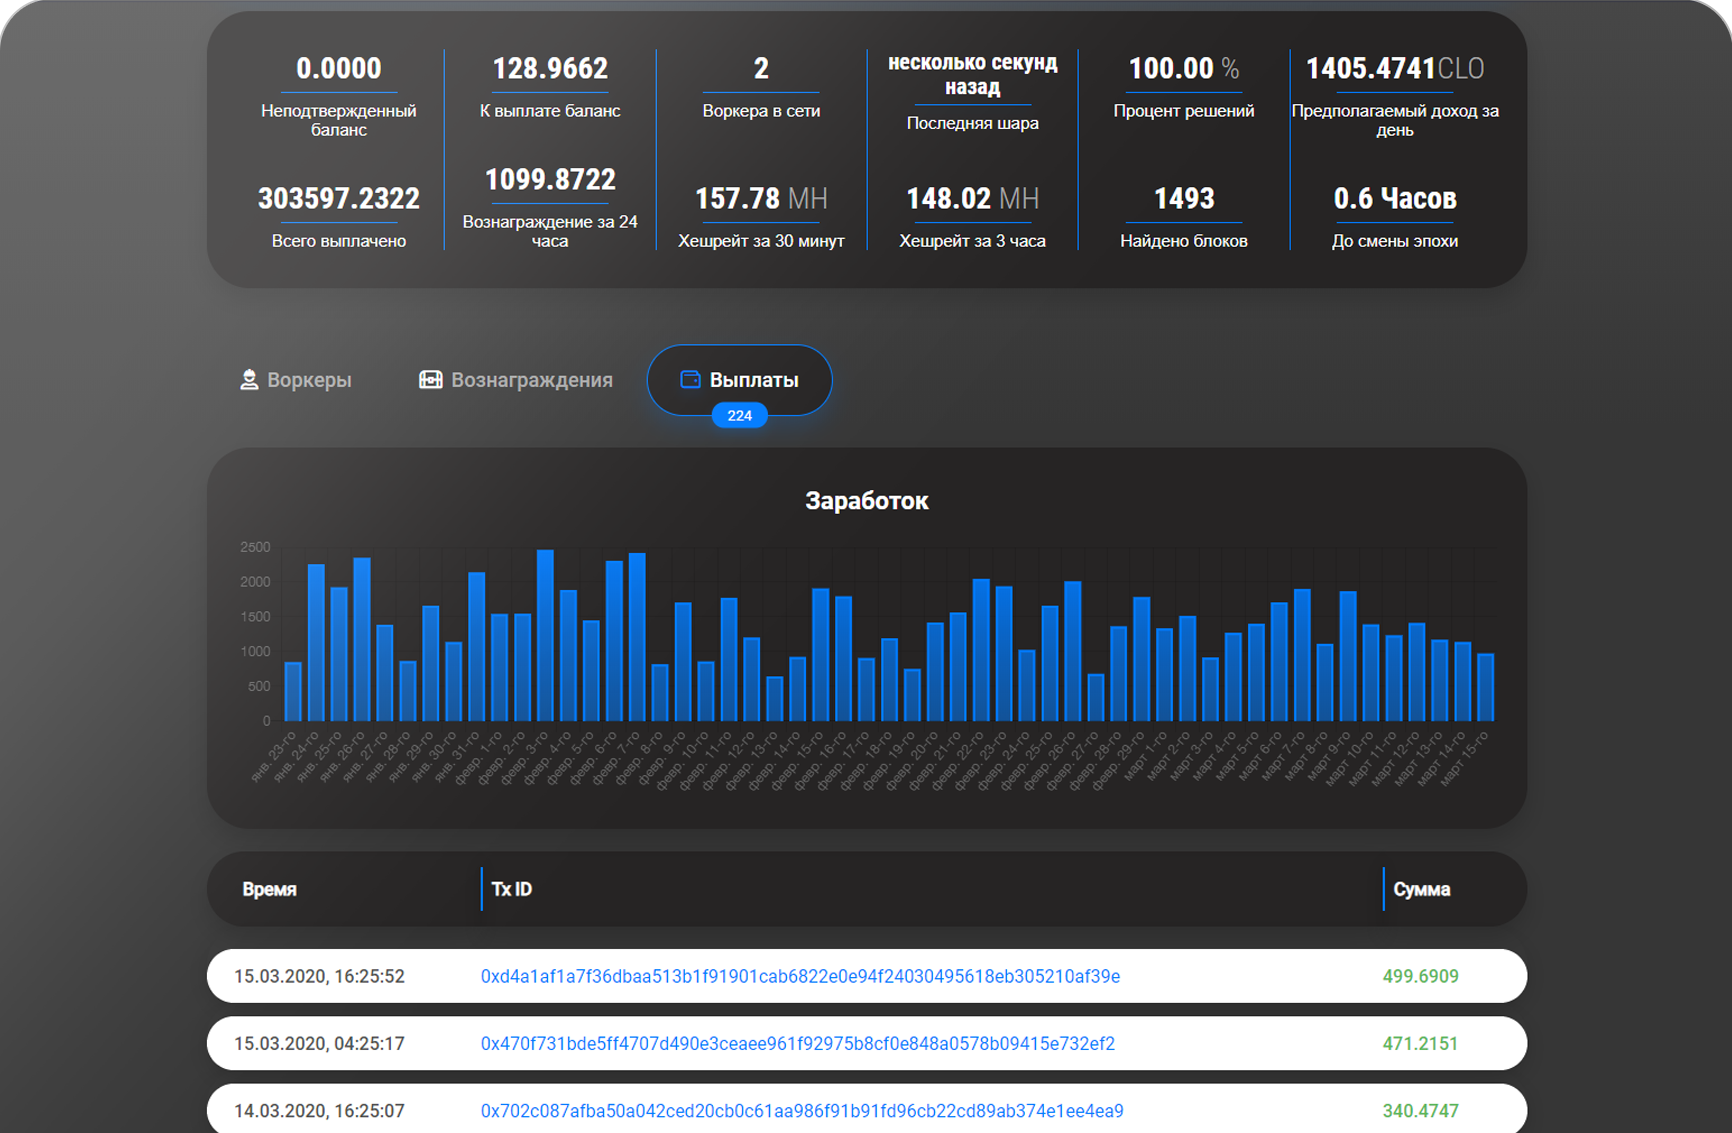 0.0000
Неподтвержденный
баланс
128.9662
К выплате баланс
2
Воркера в сети
несколько секунд
назад
Последняя шара
100.00 %
Процент решений
1405.4741CLO
Предполагаемый доход за
день
303597.2322
Всего выплачено
1099.8722
Вознаграждение за 24
часа
157.78 MH
Хешрейт за 30 минут
148.02 MH
Хешрейт за 3 часа
1493
Найдено блоков
0.6 Часов
До смены эпохи
Воркеры
Вознаграждения
Выплаты
224
Заработок
2500
2000
1500
1000
500
0
янв. 23-го
янв. 24-го
янв. 25-го
янв. 26-го
янв. 27-го
янв. 28-го
янв. 29-го
янв. 30-го
янв. 31-го
февр. 1-го
февр. 2-го
февр. 3-го
февр. 4-го
февр. 5-го
февр. 6-го
февр. 7-го
февр. 8-го
февр. 9-го
февр. 10-го
февр. 11-го
февр. 12-го
февр. 13-го
февр. 14-го
февр. 15-го
февр. 16-го
февр. 17-го
февр. 18-го
февр. 19-го
февр. 20-го
февр. 21-го
февр. 22-го
февр. 23-го
февр. 24-го
февр. 25-го
февр. 26-го
февр. 27-го
февр. 28-го
февр. 29-го
март 1-го
март 2-го
март 3-го
март 4-го
март 5-го
март 6-го
март 7-го
март 8-го
март 9-го
март 10-го
март 11-го
март 12-го
март 13-го
март 14-го
март 15-го
Время Tx ID Сумма
15.03.2020, 16:25:52 0xd4a1af1a7f36dbaa513b1f91901cab6822e0e94f24030495618eb305210af39e 499.6909
15.03.2020, 04:25:17 0x470f731bde5ff4707d490e3ceaee961f92975b8cf0e848a0578b09415e732ef2 471.2151
14.03.2020, 16:25:07 0x702c087afba50a042ced20cb0c61aa986f91b91fd96cb22cd89ab374e1ee4ea9 340.4747